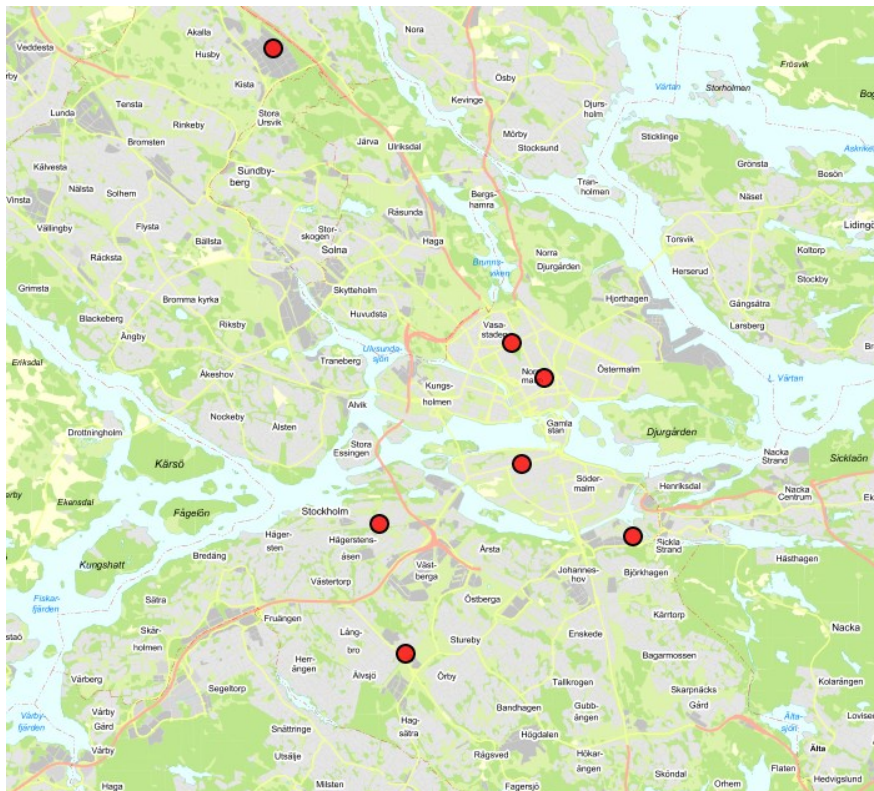 Akalla
Nora
Veddesta
Husby
Frösvik
Ösby
Kista
Värtan
Storholmen
Kevinge
Tensta
Djurs-
holm
Lunda
Stora
Ursvik
Rinkeby
Mörby
Sticklinge
Bromsten
Järva
Ulriksdal
Stocksund
Kälvesta
Sundby-
berg
Grönsta
Bosön
Nälsta
Solhem
Tran-
holmen
Vinsta
Bergs-
hamra
Näset
Råsunda
Vällingby
Flysta
Stor-
skogen
Bällsta
Haga
Torsvik
Solna
Norra
Djurgården
Koltorp
Råcksta
Brunns-
viken
Herserud
Stockby
Grimsta
Skytteholm
Bromma kyrka
Hjorthagen
Gångsätra
Blackeberg
Huvudsta
Riksby
Vasa-
staden
Larsberg
Ängby
Ulvsunda-
sjön
Eriksdal
Traneberg
Åkeshov
Östermalm
L. Värtan
Kungs-
holmen
Alvik
Nockeby
Ålsten
Gamla
stan
Drottningholm
Djurgården
Stora
Essingen
Nacka
Strand
Sicklaön
Kärsö
Söder-
malm
Henriksdal
Nacka
Centrum
Ekensdal
Fågelön
Stockholm
Häger-
sten
Hägerstens-
åsen
Sickla
Strand
Bredäng
Årsta
Hästhagen
Kungshatt
Väst-
berga
Johannes-
hov
Björkhagen
Västertorp
Fiskar-
fjärden
Sätra
Östberga
Kärrtorp
Fruängen
Skär-
holmen
Lång-
bro
Stureby
Enskede
Nacka
Herr-
ängen
Bagarmossen
Älvsjö
Örby
Vårberg
Segeltorp
Tallkrogen
Kolarängen
Skarpnäcks
Gård
Bandhagen
Gubb-
ängen
Vårby-
fjärden
Vårby
Gård
Hag-
sätra
Älta-
sjön
Snättringe
Högdalen
Vårby
Utsälje
Rågsved
Hökar-
ängen
Älta
Flaten
Sköndal
Haga
Milsten
Fagersjö
Orhem
Hedvigslund